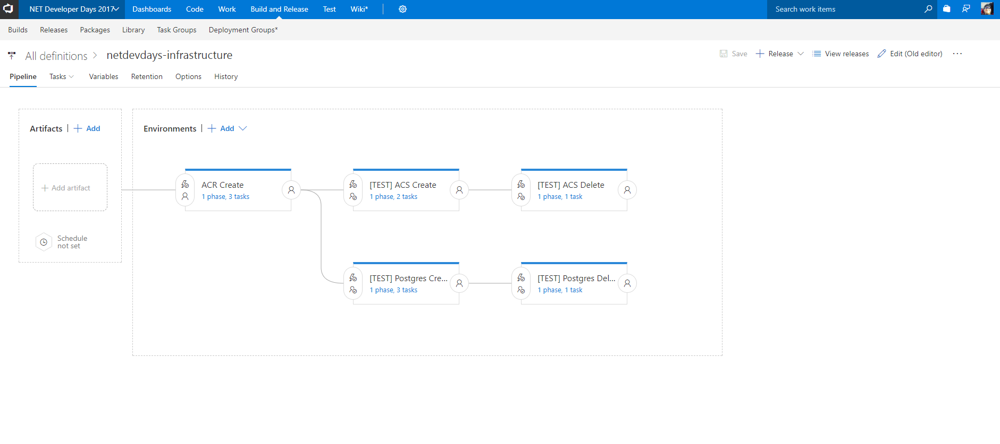 NET Developer Days 2017 Dashboards Code Work Build and Release Test Wiki* Search work items
Builds Releases Packages Library Task Groups Deployment Groups*
All definitions > netdevdays-infrastructure Save + Release View releases Edit (Old editor) ...
Pipeline Tasks Variables Retention Options History
Artifacts | + Add
Environments | + Add
+ Add artifact
Schedule
not set
ACR Create
1 phase, 3 tasks
[TEST] ACS Create
1 phase, 2 tasks
[TEST] ACS Delete
1 phase, 1 task
[TEST] Postgres Cre...
1 phase, 3 tasks
[TEST] Postgres Del...
1 phase, 1 task